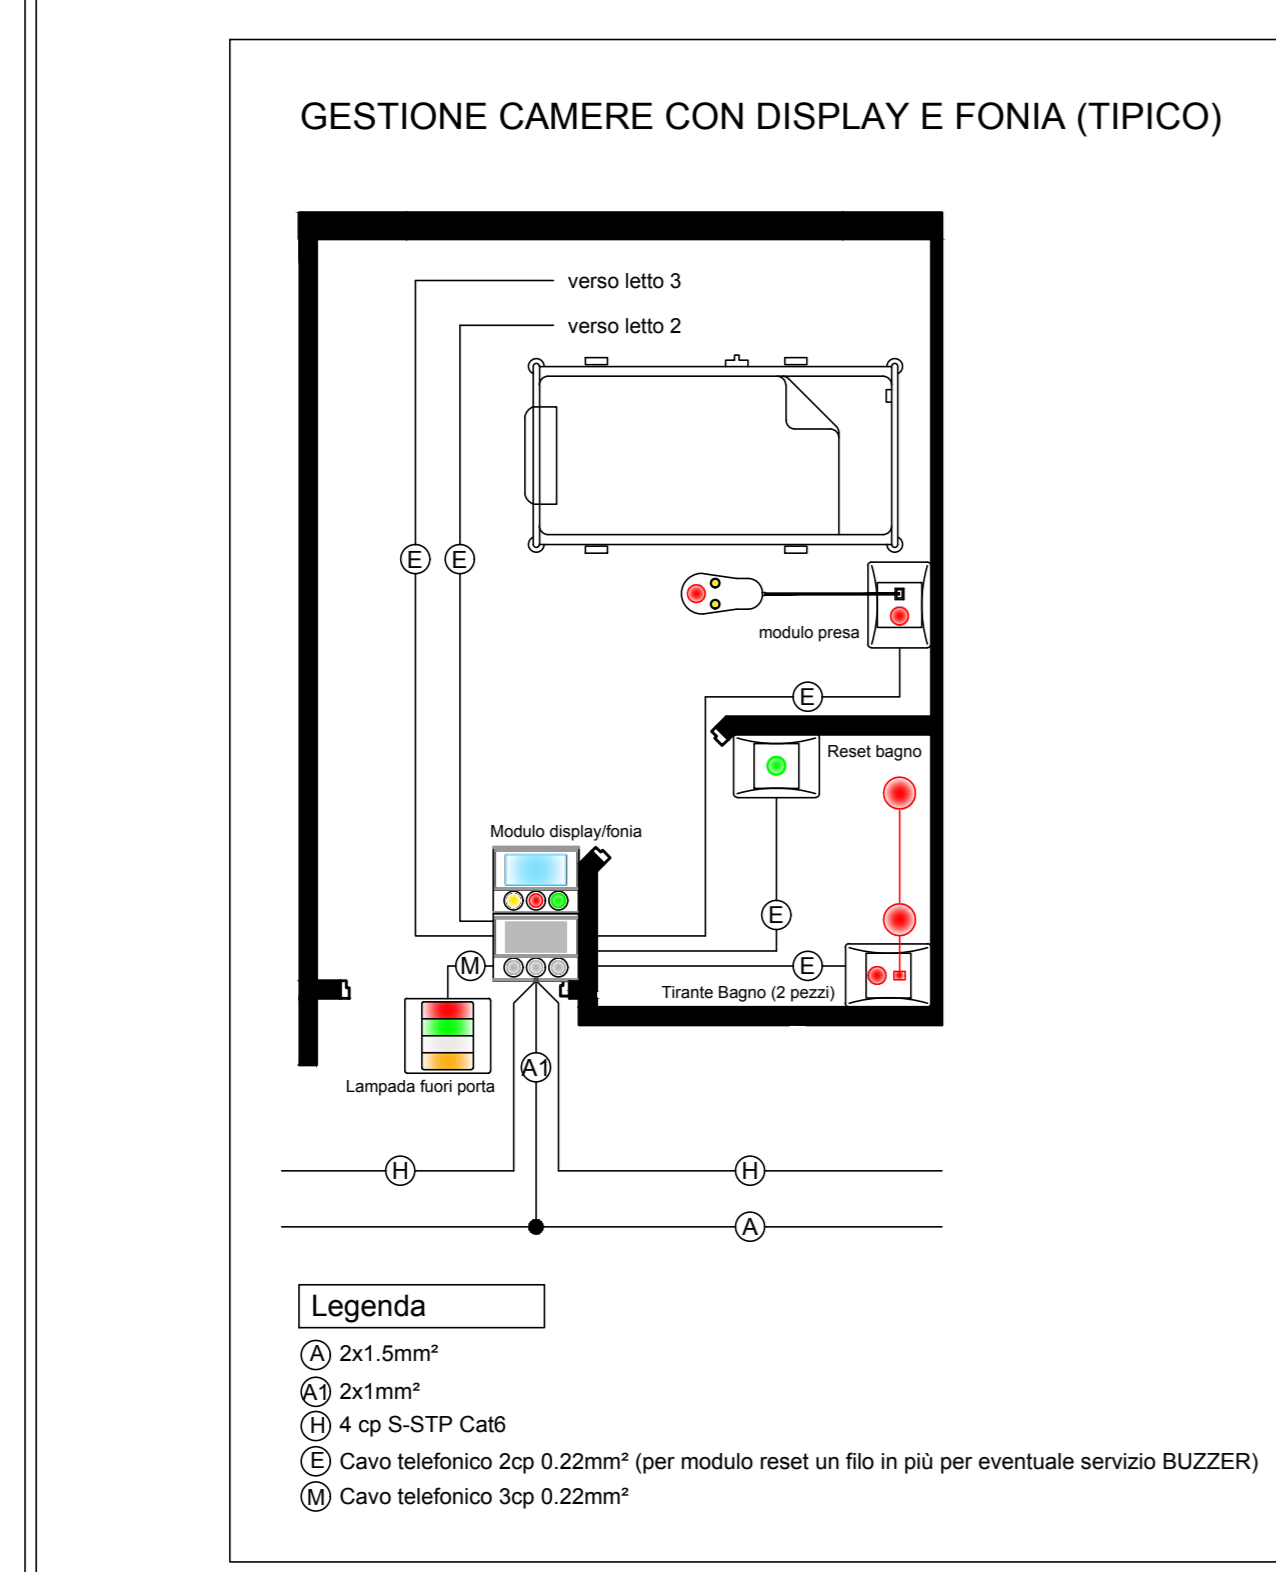 GESTIONE CAMERE CON DISPLAY E FONIA (TIPICO)
verso letto 3
verso letto 2
E
E
modulo presa
E
Reset bagno
Modulo display/fonia
E
M
E
Tirante Bagno (2 pezzi)
A1
Lampada fuori porta
H
H
A
Legenda
A 2x1.5mm²
A1 2x1mm²
H 4 cp S-STP Cat6
E Cavo telefonico 2cp 0.22mm² (per modulo reset un filo in più per eventuale servizio BUZZER)
M Cavo telefonico 3cp 0.22mm²